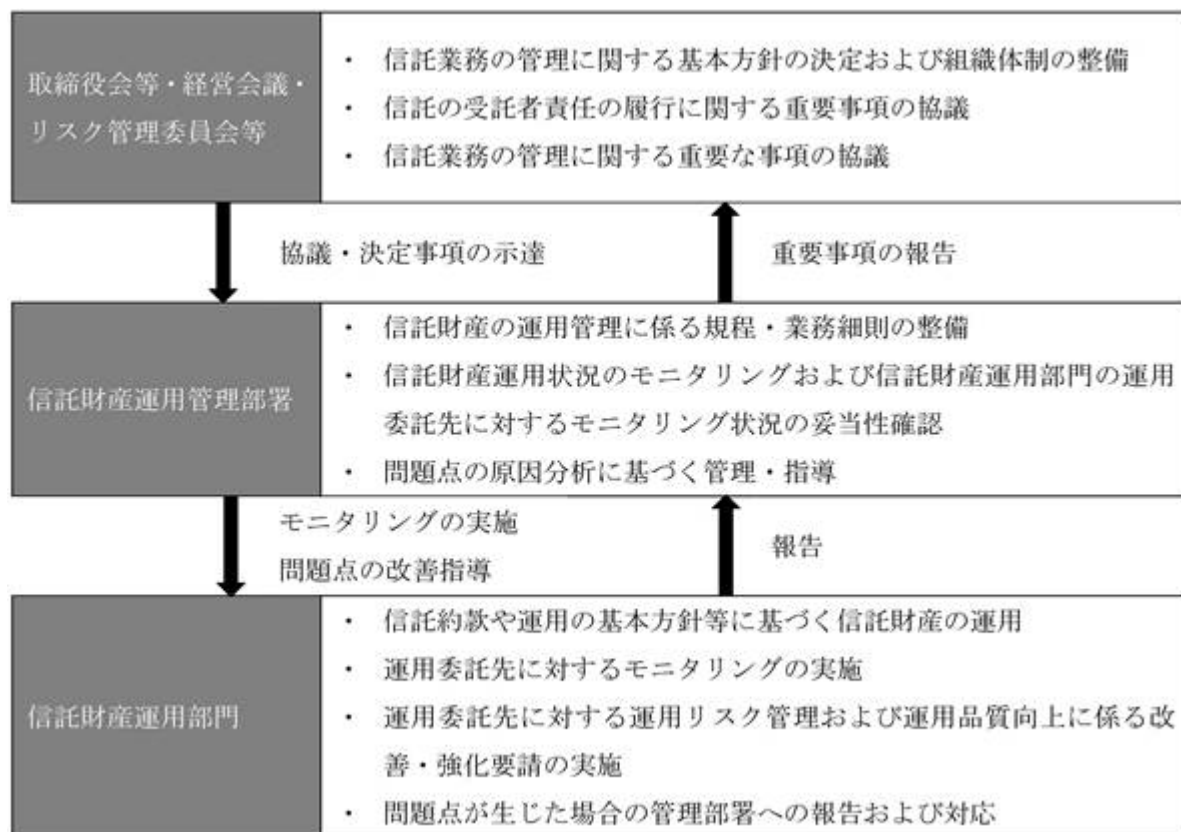 取締役会等・経営会議・
リスク管理委員会等
・ 信託業務の管理に関する基本方針の決定および組織体制の整備
・ 信託の受託者責任の履行に関する重要事項の協議
・ 信託業務の管理に関する重要な事項の協議
協議・決定事項の示達
重要事項の報告
信託財産運用管理部署
・ 信託財産の運用管理に係る規程・業務細則の整備
・ 信託財産運用状況のモニタリングおよび信託財産運用部門の運用
委託先に対するモニタリング状況の妥当性確認
・ 問題点の原因分析に基づく管理・指導
モニタリングの実施
問題点の改善指導
報告
信託財産運用部門
・ 信託約款や運用の基本方針等に基づく信託財産の運用
・ 運用委託先に対するモニタリングの実施
・ 運用委託先に対する運用リスク管理および運用品質向上に係る改
善・強化要請の実施
・ 問題点が生じた場合の管理部署への報告および対応